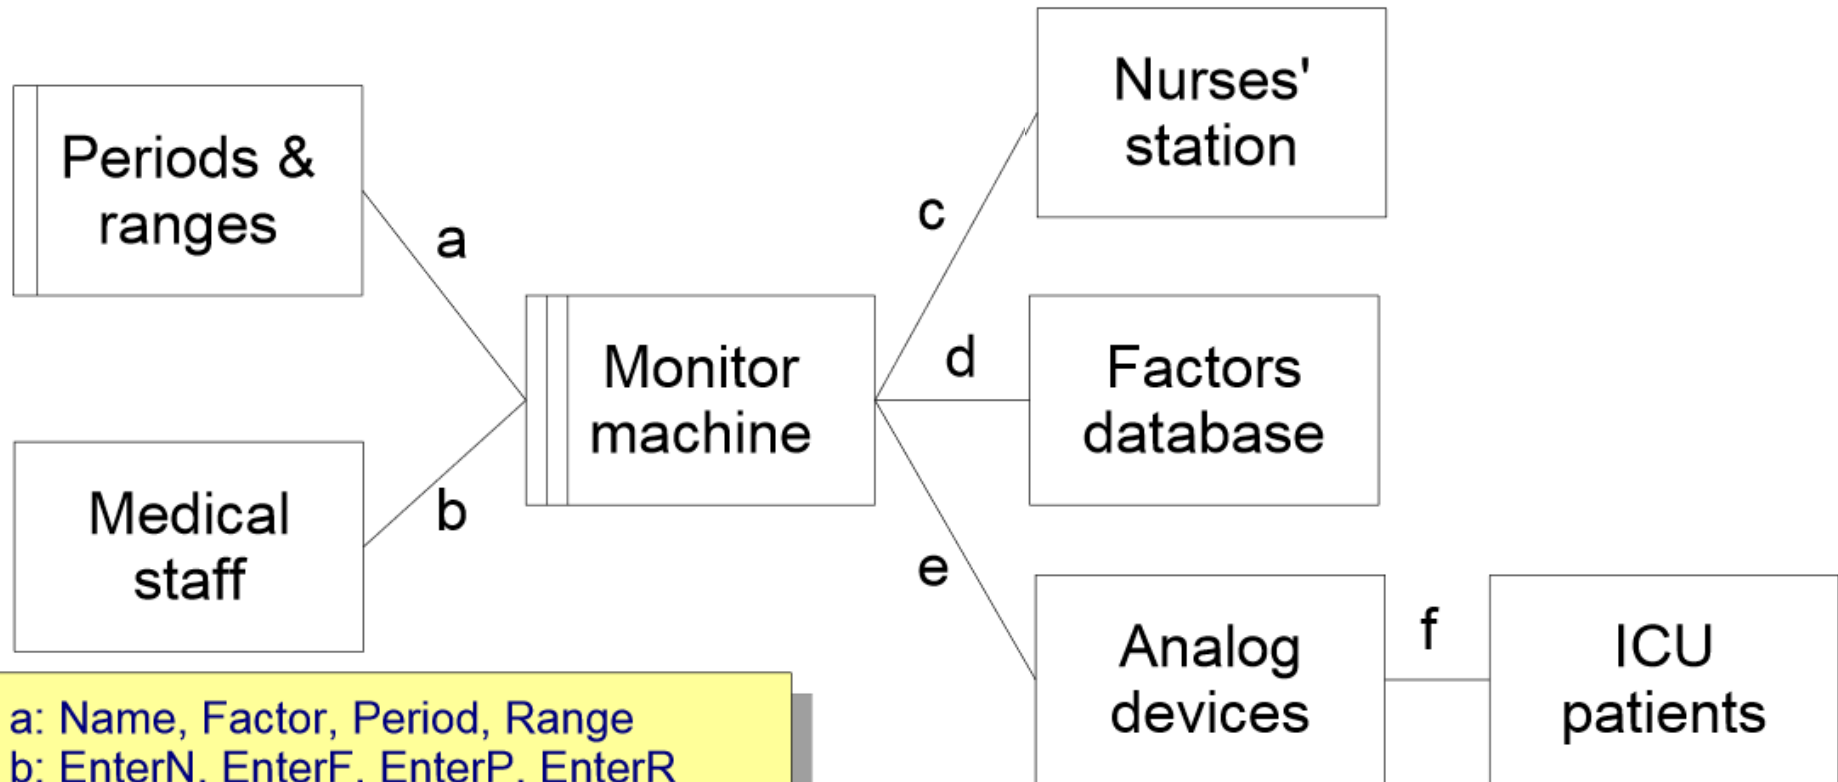 Nurses'
station
Periods &
ranges
a
c
Monitor
machine
d
Factors
database
Medical
staff
b
e
Analog
devices
f
ICU
patients
a: Name, Factor, Period, Range
b: EnterN, EnterF, EnterP, EnterR